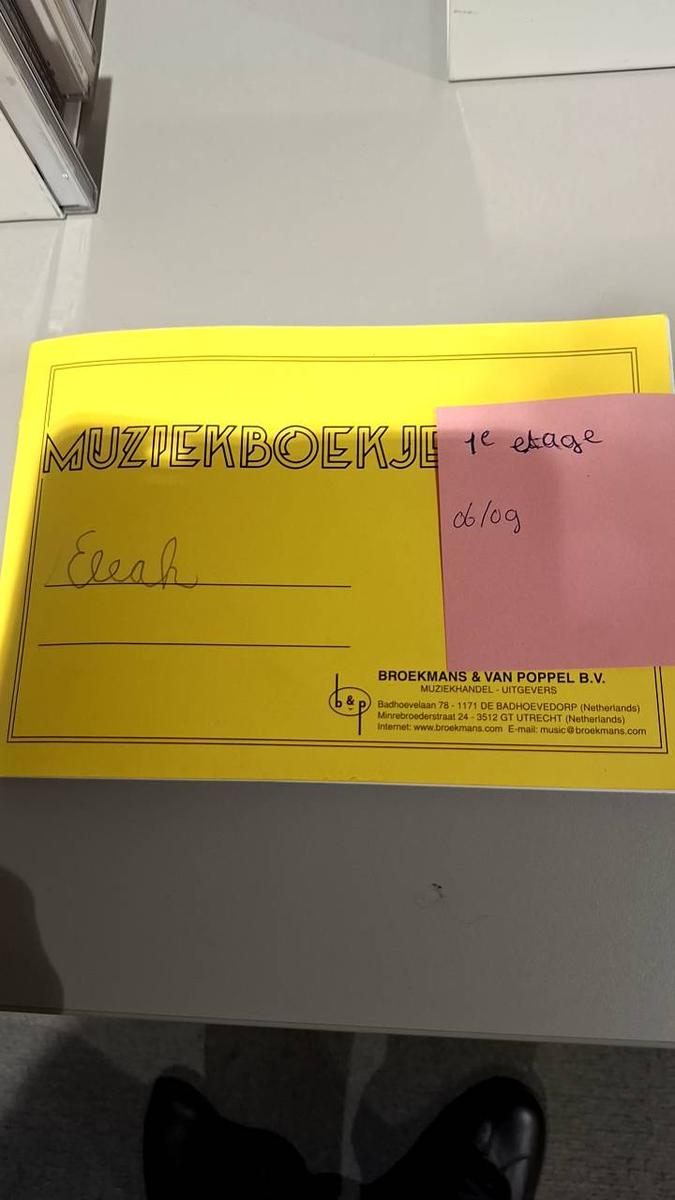 MUZIEKBOEKJE
1e etage
06/09
BROEKMANS & VAN POPPEL B.V.
MUZIEKHANDEL - UITGEVERS
b&p
Badhoevelaan 78 - 1171 DE BADHOEVEDORP (Netherlands)
Minrebroederstraat 24 - 3512 GT UTRECHT (Netherlands)
Internet: www.broekmans.com E-mail: music@broekmans.com